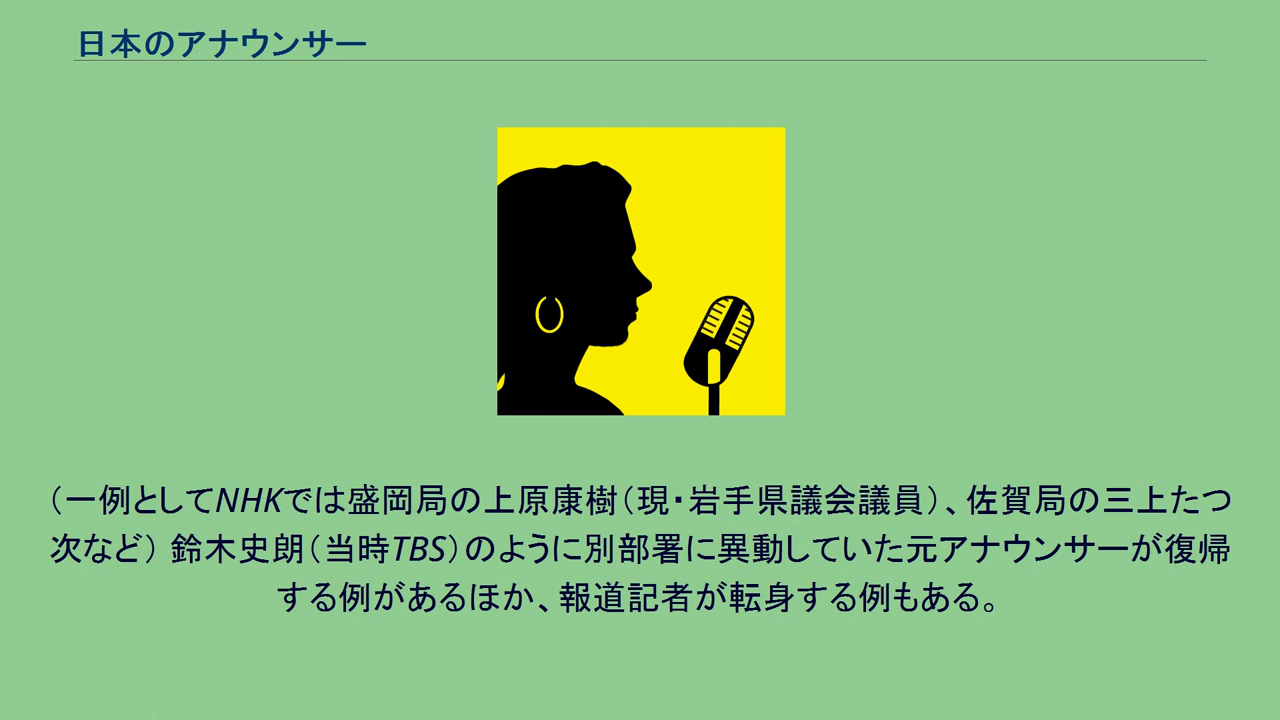 日本のアナウンサー
（一例としてNHKでは盛岡局の上原康樹（現・岩手県議会議員）、佐賀局の三上たつ
次など） 鈴木史朗（当時TBS）のように別部署に異動していた元アナウンサーが復帰
する例があるほか、報道記者が転身する例もある。